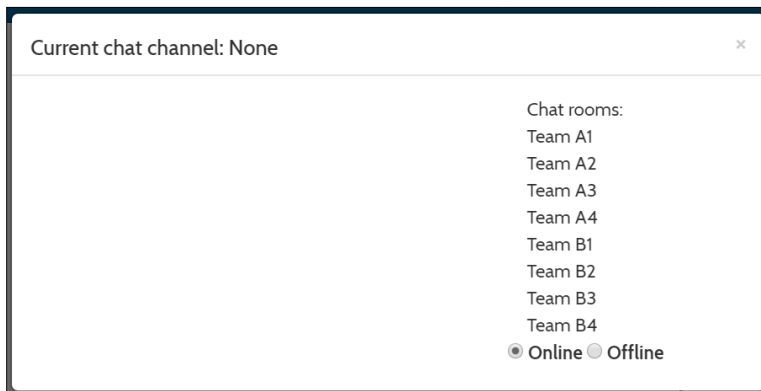 Current chat channel: None
×
Chat rooms:
Team A1
Team A2
Team A3
Team A4
Team B1
Team B2
Team B3
Team B4
Online Offline